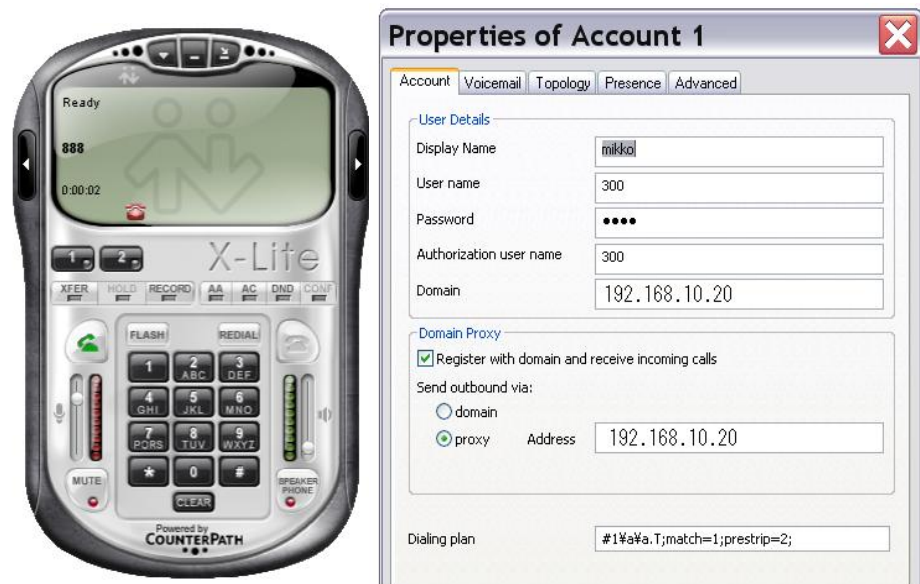 Ready
888
0:00:02
1 2
X-Lite
XFER HOLD RECORD AA AC DND CONF
FLASH REDIAL
1 2 ABC 3 DEF
4 GHI 5 JKL 6 MNO
7 PQRS 8 TUV 9 WXYZ
* 0 #
MUTE
SPEAKER PHONE
CLEAR
Powered by
COUNTERPATH
Properties of Account 1
Account Voicemail Topology Presence Advanced
User Details
Display Name mikko
User name 300
Password ●●●●
Authorization user name 300
Domain 192.168.10.20
Domain Proxy
Register with domain and receive incoming calls
Send outbound via:
domain
proxy Address 192.168.10.20
Dialing plan #1¥a¥a.T;match=1;prestrip=2;